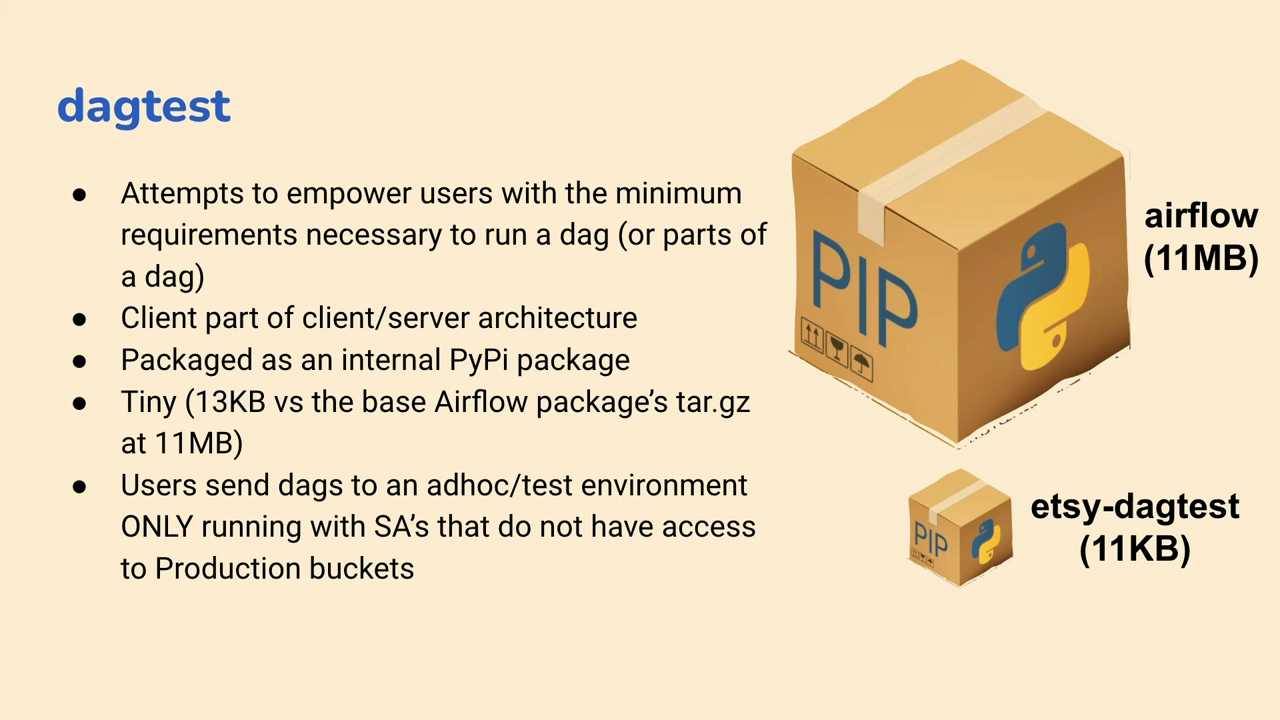 dagtest
● Attempts to empower users with the minimum
requirements necessary to run a dag (or parts of
a dag)
● Client part of client/server architecture
● Packaged as an internal PyPi package
● Tiny (13KB vs the base Airflow package’s tar.gz
at 11MB)
● Users send dags to an adhoc/test environment
ONLY running with SA’s that do not have access
to Production buckets
PIP
airflow
(11MB)
PIP
etsy-dagtest
(11KB)